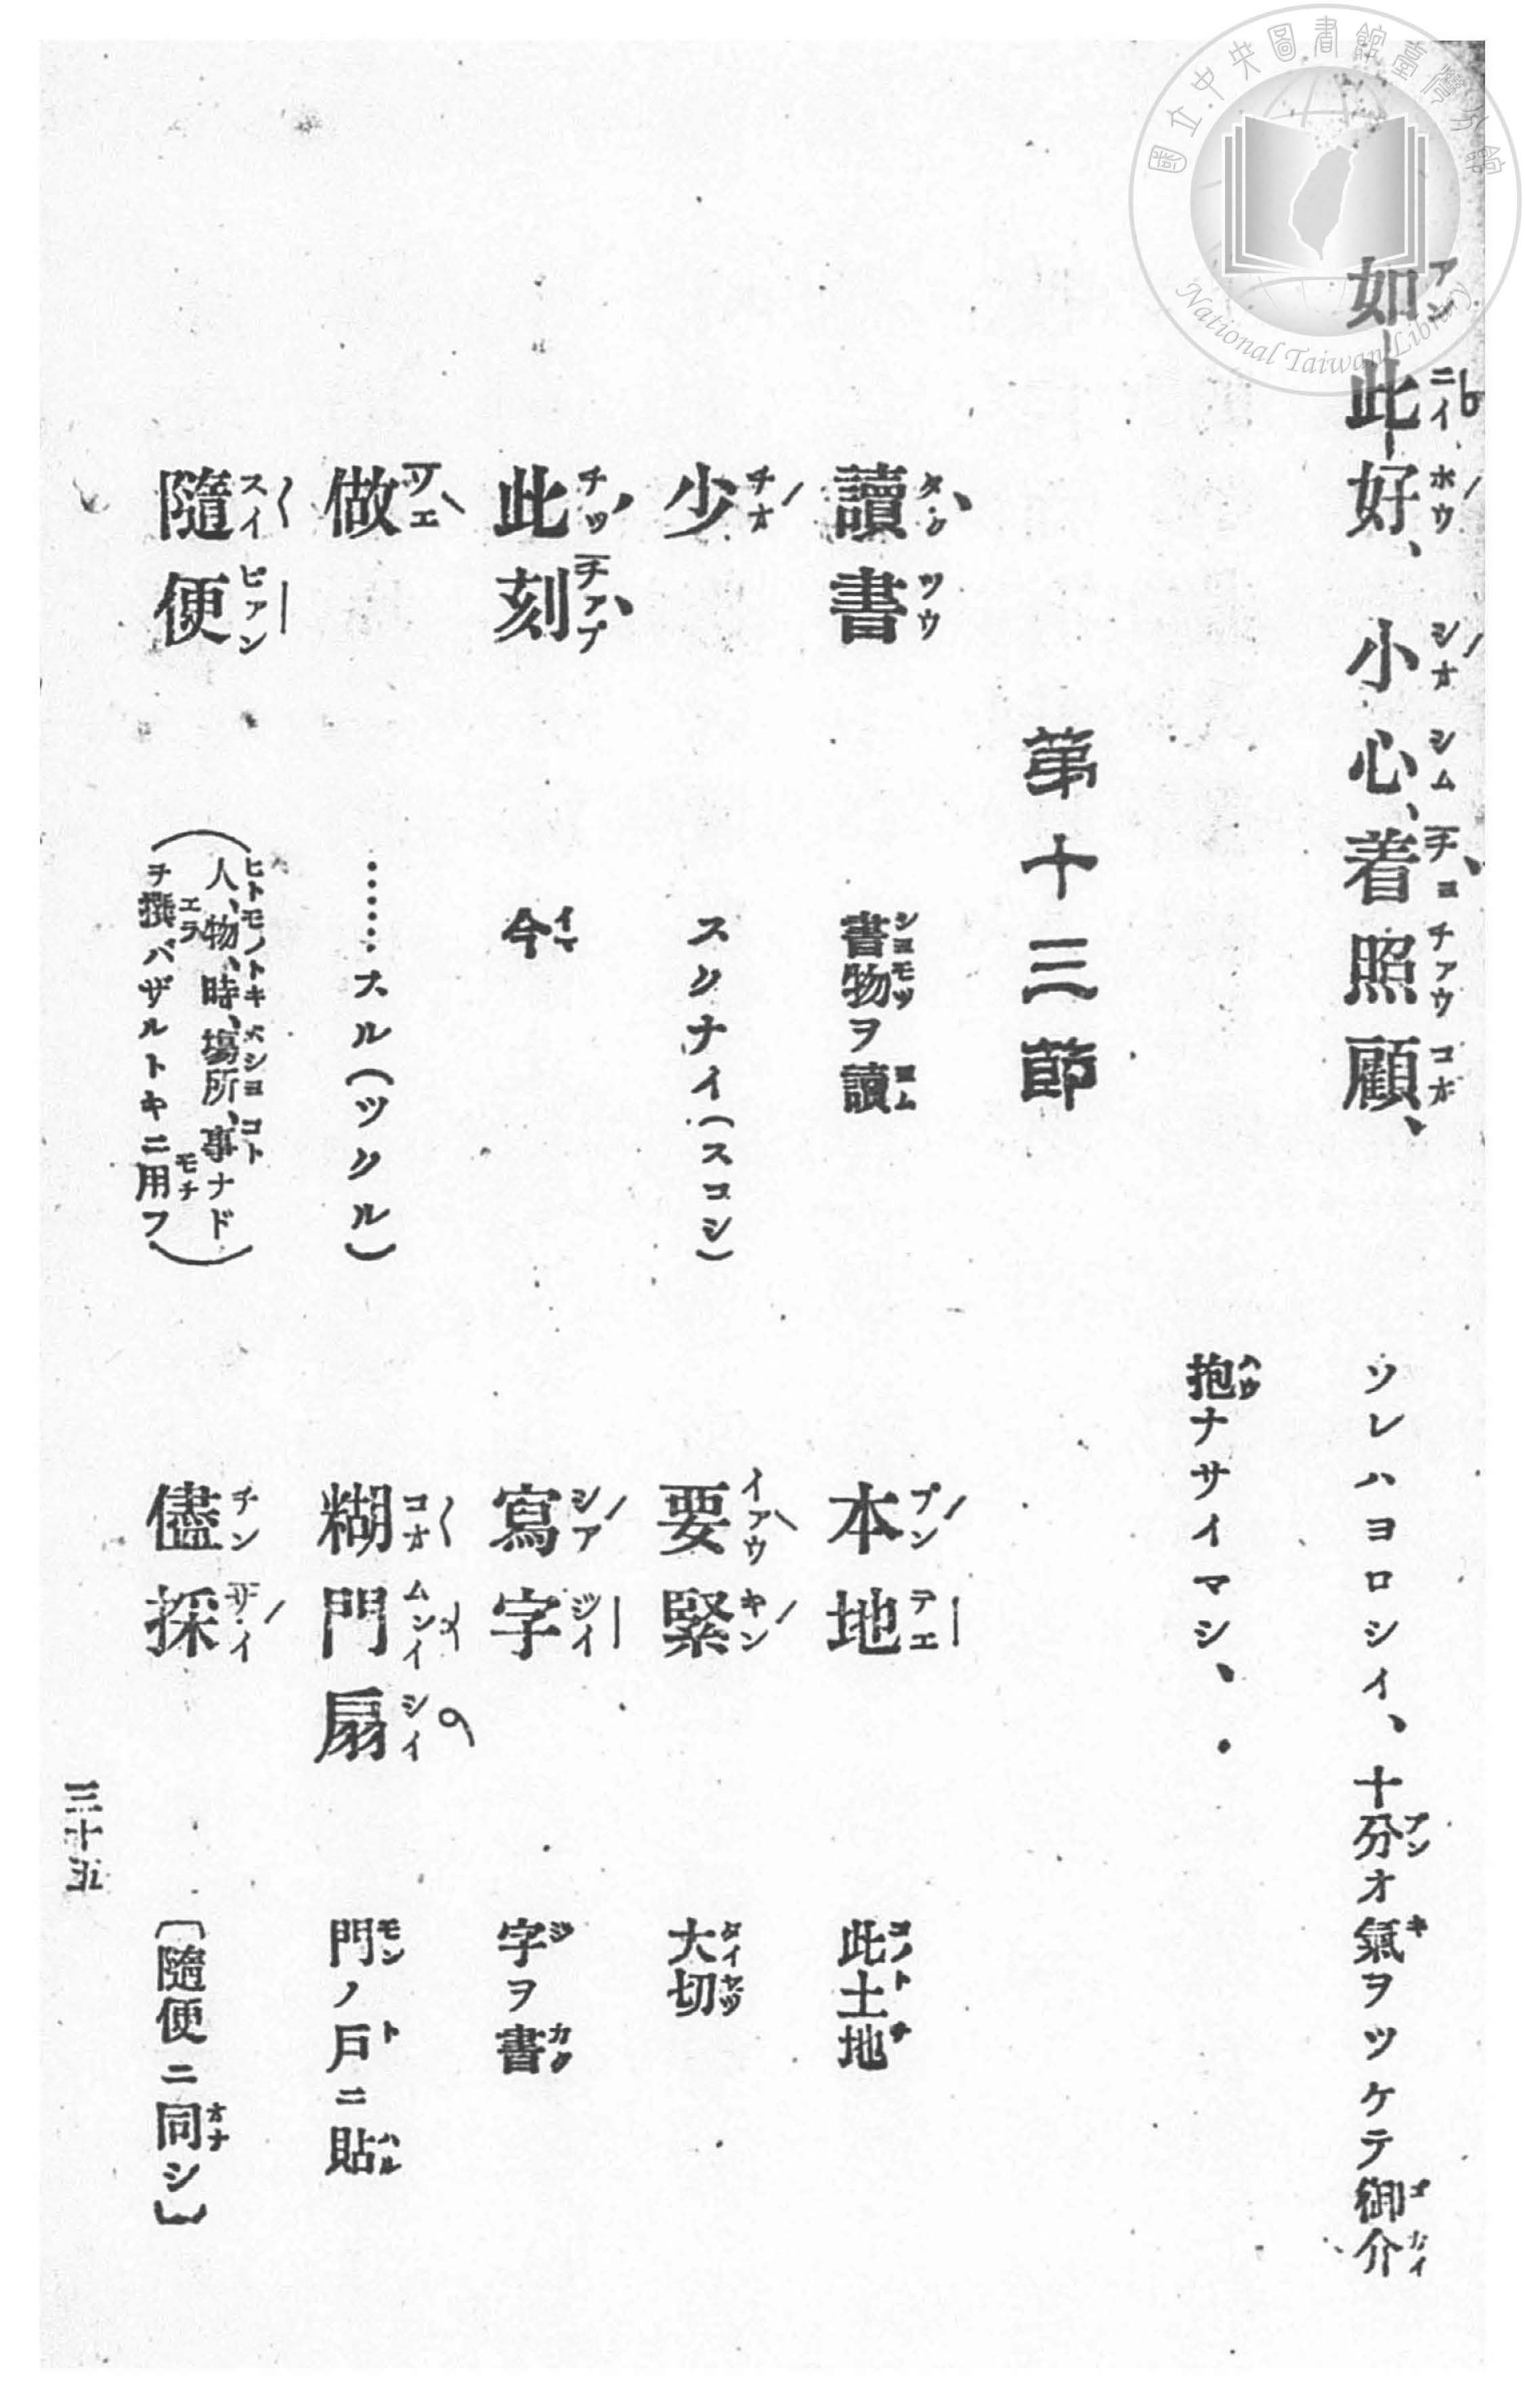 國立中央圖書館臺灣分館
National Taiwan Library
如此好、小心、着照顧、
ソレハヨロシイ、十分オ氣ヲツケテ御介
抱ナサイマシ、
第十三節
讀書 書物ヲ讀
本地 此土地
少 スクナイ(スコシ)
要緊 大切
此刻 今
寫字 字ヲ書
做 ……スル(ツクル)
糊門扇 門ノ戸ニ貼
隨便 (人、物、時、塲所、事ナド
ヲ撰バザルトキニ用フ)
儘採 〔隨便ニ同シ〕
三十五